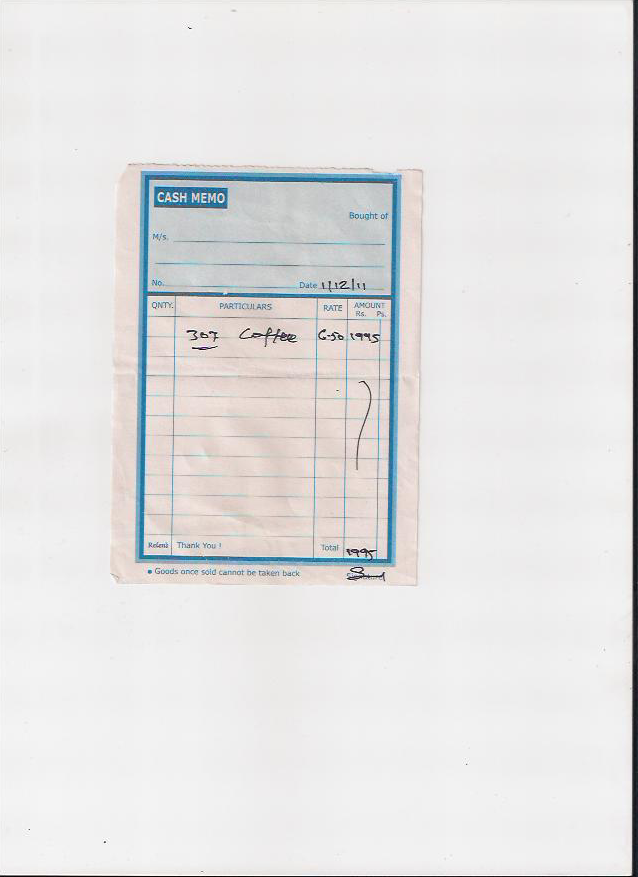 CASH MEMO
Bought of
M/s.
No. Date 1/12/11
QNTY. PARTICULARS RATE AMOUNT
Rs. Ps.
307 Coffee 6-50 1995
Relen's Thank You ! Total 1995
• Goods once sold cannot be taken back